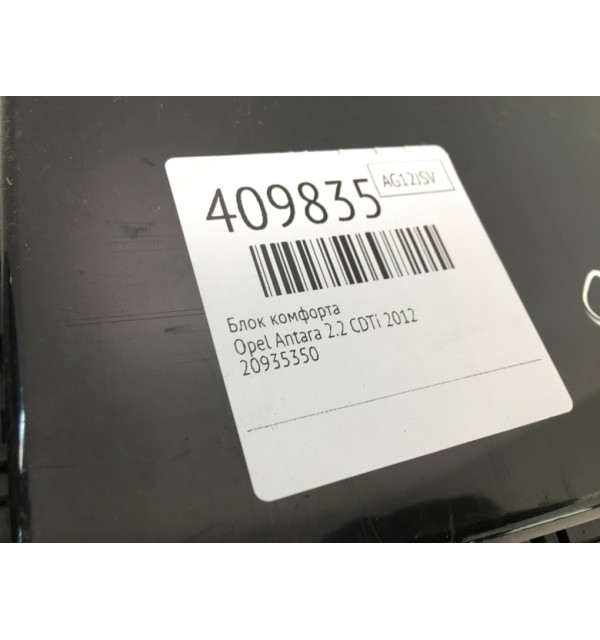 409835
AG12JSV
Блок комфорта
Opel Antara 2.2 CDTi 2012
20935350